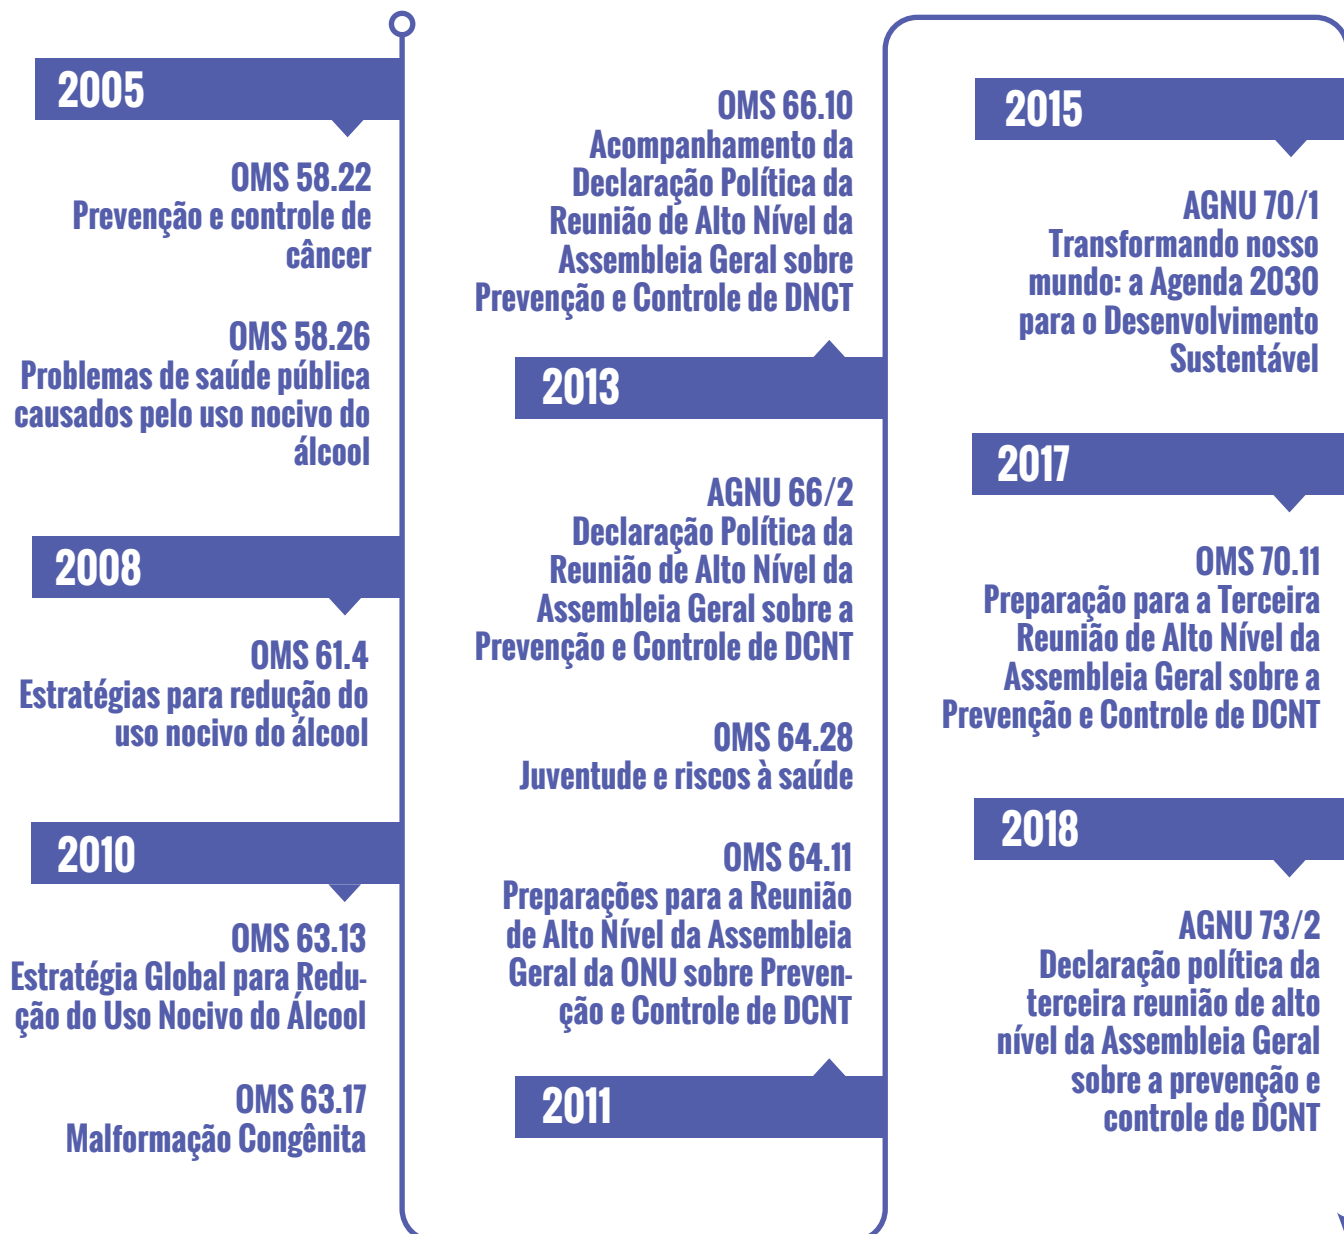 2005
OMS 58.22
Prevenção e controle de
câncer
OMS 58.26
Problemas de saúde pública
causados pelo uso nocivo do
álcool
2008
OMS 61.4
Estratégias para redução do
uso nocivo do álcool
2010
OMS 63.13
Estratégia Global para Redu-
ção do Uso Nocivo do Álcool
OMS 63.17
Malformação Congênita
OMS 66.10
Acompanhamento da
Declaração Política da
Reunião de Alto Nível da
Assembleia Geral sobre
Prevenção e Controle de DNCT
2013
AGNU 66/2
Declaração Política da
Reunião de Alto Nível da
Assembleia Geral sobre a
Prevenção e Controle de DCNT
OMS 64.28
Juventude e riscos à saúde
OMS 64.11
Preparações para a Reunião
de Alto Nível da Assembleia
Geral da ONU sobre Preven-
ção e Controle de DCNT
2011
2015
AGNU 70/1
Transformando nosso
mundo: a Agenda 2030
para o Desenvolvimento
Sustentável
2017
OMS 70.11
Preparação para a Terceira
Reunião de Alto Nível da
Assembleia Geral sobre a
Prevenção e Controle de DCNT
2018
AGNU 73/2
Declaração política da
terceira reunião de alto
nível da Assembleia Geral
sobre a prevenção e
controle de DCNT